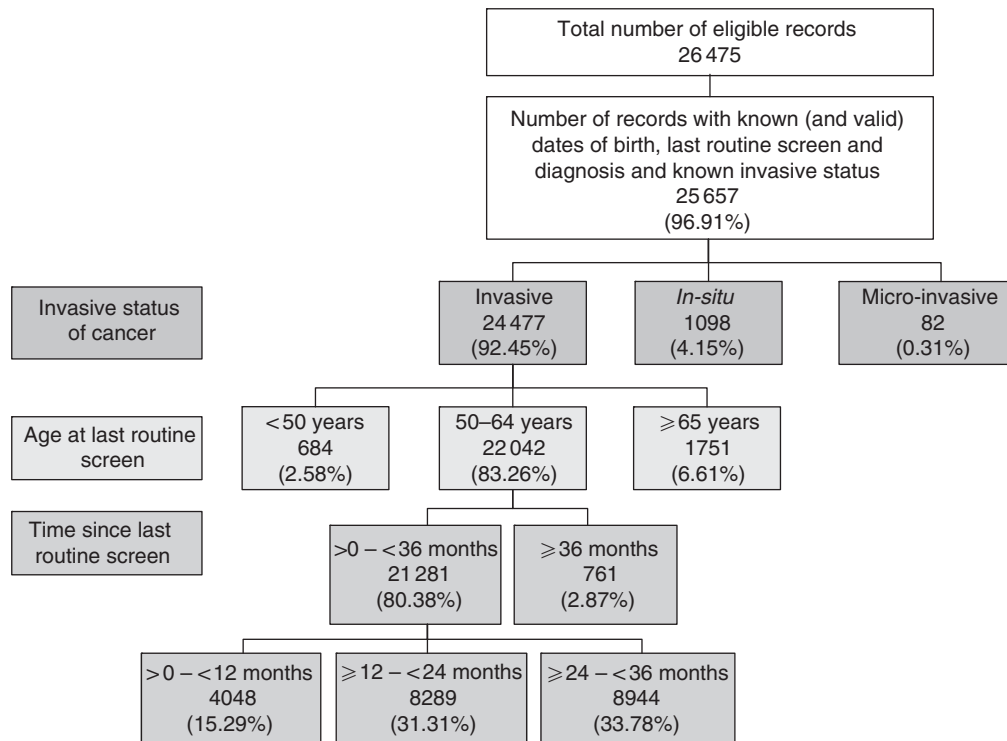 Total number of eligible records
26 475
Number of records with known (and valid)
dates of birth, last routine screen and
diagnosis and known invasive status
25 657
(96.91%)
Invasive status
of cancer
Invasive
24 477
(92.45%)
In-situ
1098
(4.15%)
Micro-invasive
82
(0.31%)
Age at last routine
screen
<50 years
684
(2.58%)
50–64 years
22 042
(83.26%)
⩾65 years
1751
(6.61%)
Time since last
routine screen
>0 – <36 months
21 281
(80.38%)
⩾36 months
761
(2.87%)
>0 – <12 months
4048
(15.29%)
⩾12 – <24 months
8289
(31.31%)
⩾24 – <36 months
8944
(33.78%)